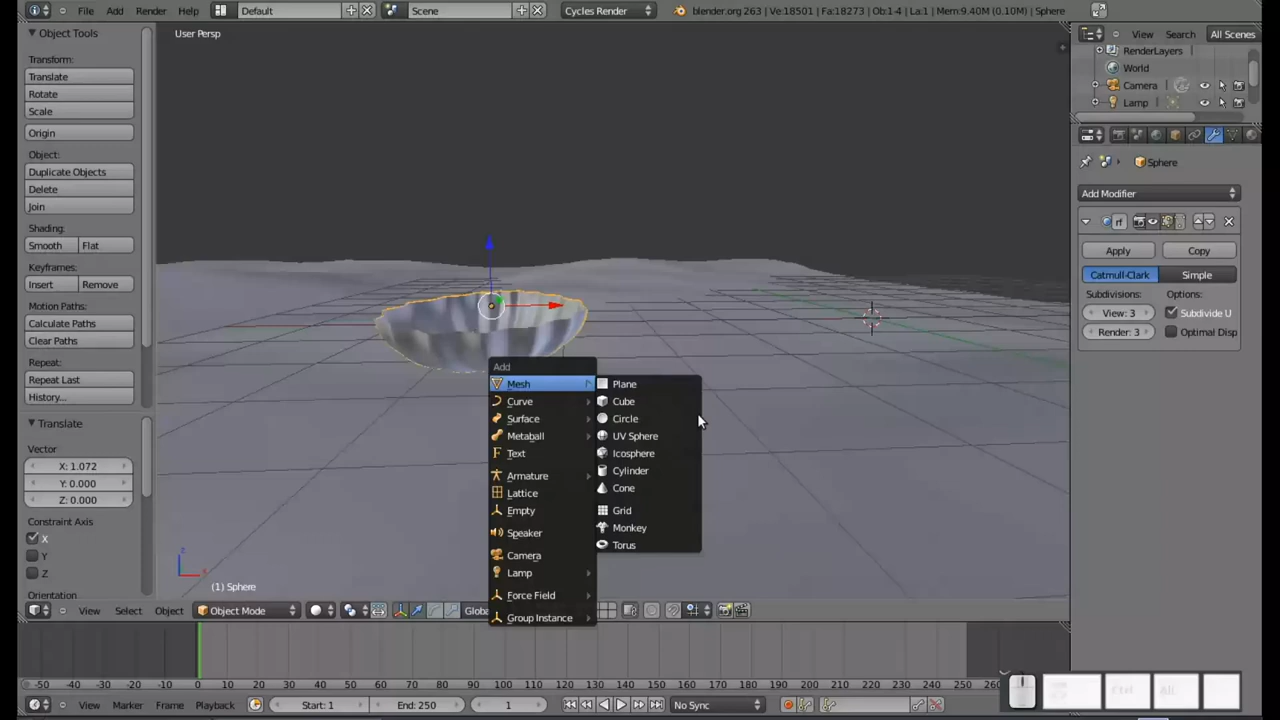 File Add Render Help Default Scene Cycles Render blender.org 263 | Ve:18501 | Fa:18273 | Ob:1-4 | La:1 | Mem:9.40M (0.10M) | Sphere
Object Tools
Transform:
Translate
Rotate
Scale
Origin
Object:
Duplicate Objects
Delete
Join
Shading:
Smooth Flat
Keyframes:
Insert Remove
Motion Paths:
Calculate Paths
Clear Paths
Repeat:
Repeat Last
History...
Translate
Vector
X: 1.072
Y: 0.000
Z: 0.000
Constraint Axis
X
Y
Z
Orientation
User Persp
(1) Sphere
Add
Mesh
Curve
Surface
Metaball
Text
Armature
Lattice
Empty
Speaker
Camera
Lamp
Force Field
Group Instance
Plane
Cube
Circle
UV Sphere
Icosphere
Cylinder
Cone
Grid
Monkey
Torus
View Select Object Object Mode Global
View Search All Scenes
RenderLayers
World
Camera
Lamp
Sphere
Add Modifier
Apply Copy
Catmull-Clark Simple
Subdivisions: Options:
View: 3 Subdivide U
Render: 3 Optimal Disp
-50 -40 -30 -20 -10 0 10 20 30 40 50 60 70 80 90 100 110 120 130 140 150 160 170 180 190 200 210 220 230 240 250
View Marker Frame Playback Start: 1 End: 250 1 No Sync
Ctrl Alt